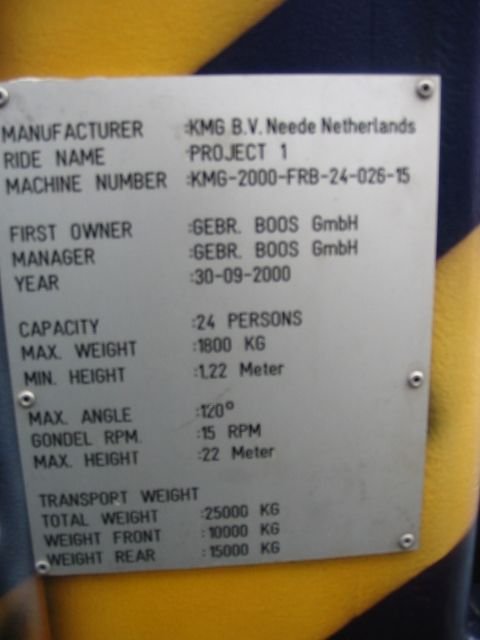 MANUFACTURER :KMG B.V. Neede Netherlands
RIDE NAME :PROJECT 1
MACHINE NUMBER :KMG-2000-FRB-24-026-15
FIRST OWNER :GEBR. BOOS GmbH
MANAGER :GEBR. BOOS GmbH
YEAR :30-09-2000
CAPACITY :24 PERSONS
MAX. WEIGHT :1800 KG
MIN. HEIGHT :1,22 Meter
MAX. ANGLE :120°
GONDEL RPM. :15 RPM
MAX. HEIGHT :22 Meter
TRANSPORT WEIGHT
TOTAL WEIGHT :25000 KG
WEIGHT FRONT :10000 KG
WEIGHT REAR :15000 KG